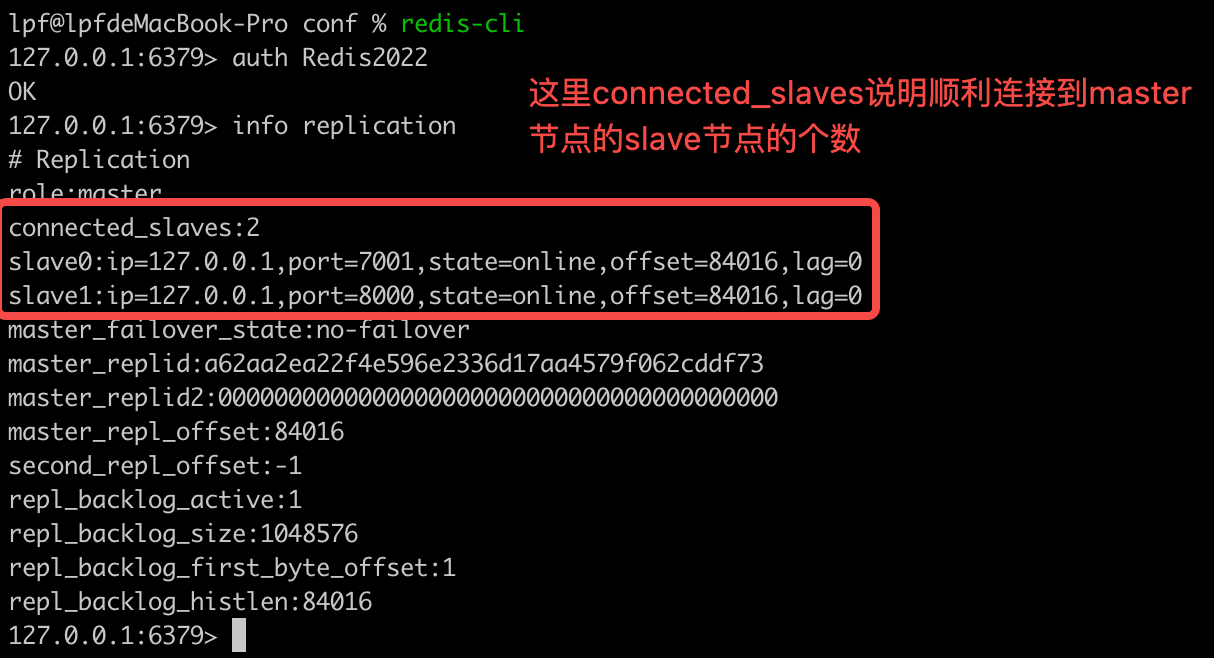 lpf@lpfdeMacBook-Pro conf % redis-cli
127.0.0.1:6379> auth Redis2022
OK
这里connected_slaves说明顺利连接到master
节点的slave节点的个数
127.0.0.1:6379> info replication
# Replication
role:master
connected_slaves:2
slave0:ip=127.0.0.1,port=7001,state=online,offset=84016,lag=0
slave1:ip=127.0.0.1,port=8000,state=online,offset=84016,lag=0
master_failover_state:no-failover
master_replid:a62aa2ea22f4e596e2336d17aa4579f062cddf73
master_replid2:0000000000000000000000000000000000000000
master_repl_offset:84016
second_repl_offset:-1
repl_backlog_active:1
repl_backlog_size:1048576
repl_backlog_first_byte_offset:1
repl_backlog_histlen:84016
127.0.0.1:6379>